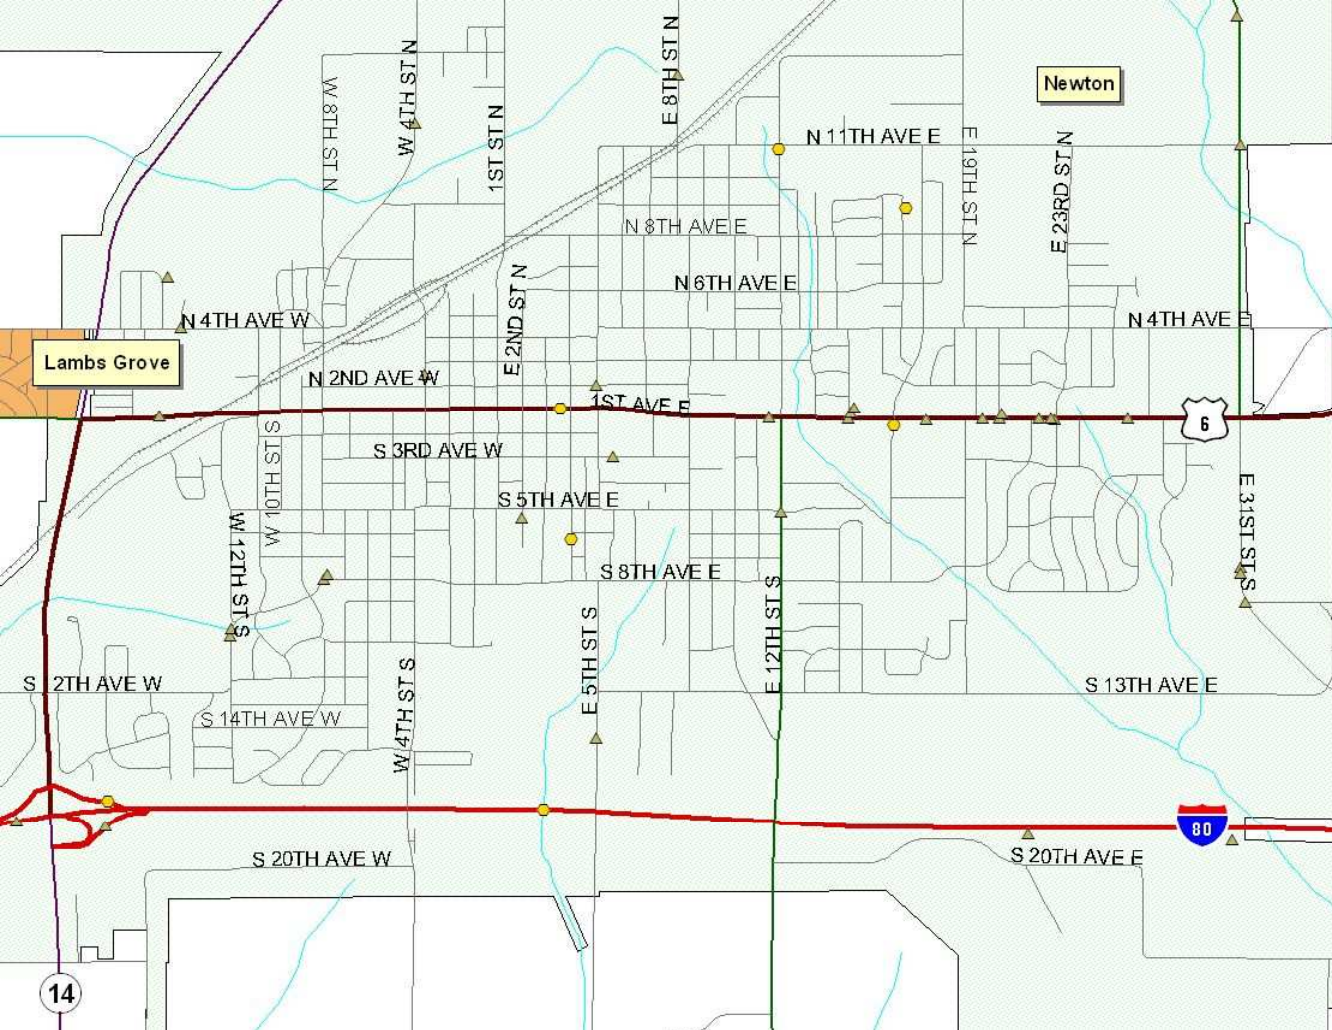 W 4TH ST N
E 8TH ST N
Newton
W 8TH ST N
1ST ST N
N 11TH AVE E
E 19TH ST N
E 23RD ST N
N 8TH AVE E
N 6TH AVE E
E 2ND ST N
N 4TH AVE W
N 4TH AVE E
Lambs Grove
N 2ND AVE W
1ST AVE E
6
S 3RD AVE W
W 10TH ST S
S 5TH AVE E
E 31ST ST S
W 12TH ST S
S 8TH AVE E
E 12TH ST S
E 5TH ST S
S 12TH AVE W
S 13TH AVE E
S 14TH AVE W
W 4TH ST S
80
S 20TH AVE W
S 20TH AVE E
14